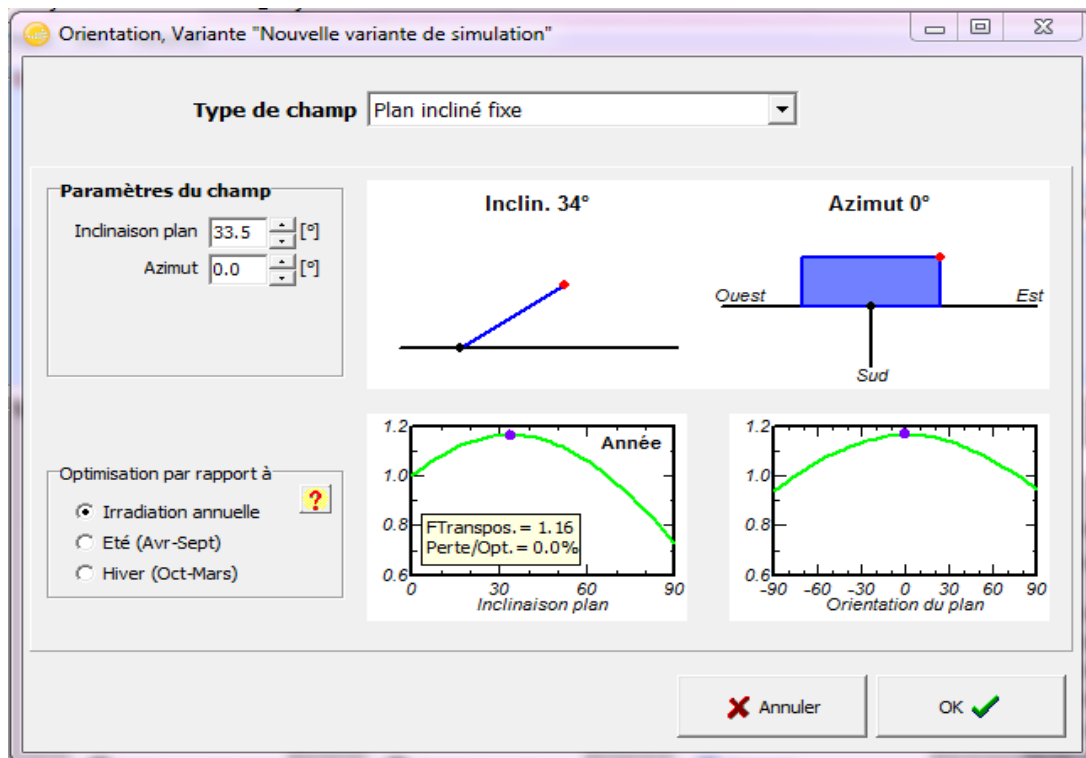 Orientation, Variante "Nouvelle variante de simulation"
Type de champ Plan incliné fixe
Paramètres du champ
Inclinaison plan 33.5 [°]
Azimut 0.0 [°]
Inclin. 34°
Azimut 0°
Ouest Est
Sud
Optimisation par rapport à
?
Irradiation annuelle
Eté (Avr-Sept)
Hiver (Oct-Mars)
1.2
1.0
0.8
0.6
Année
FTranspos.= 1.16
Perte/Opt.= 0.0%
0 30 60 90
Inclinaison plan
1.2
1.0
0.8
0.6
-90 -60 -30 0 30 60 90
Orientation du plan
Annuler OK